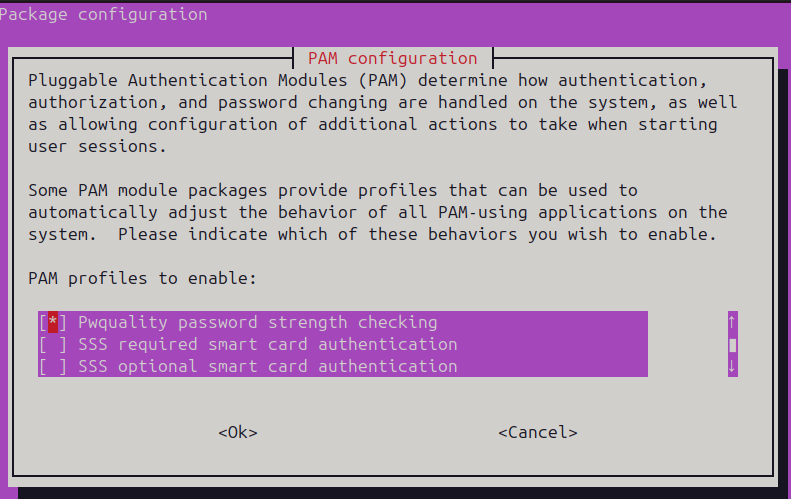 Package configuration
PAM configuration
Pluggable Authentication Modules (PAM) determine how authentication,
authorization, and password changing are handled on the system, as well
as allowing configuration of additional actions to take when starting
user sessions.
Some PAM module packages provide profiles that can be used to
automatically adjust the behavior of all PAM-using applications on the
system.  Please indicate which of these behaviors you wish to enable.
PAM profiles to enable:
[*] Pwquality password strength checking
[ ] SSS required smart card authentication
[ ] SSS optional smart card authentication
<Ok> <Cancel>